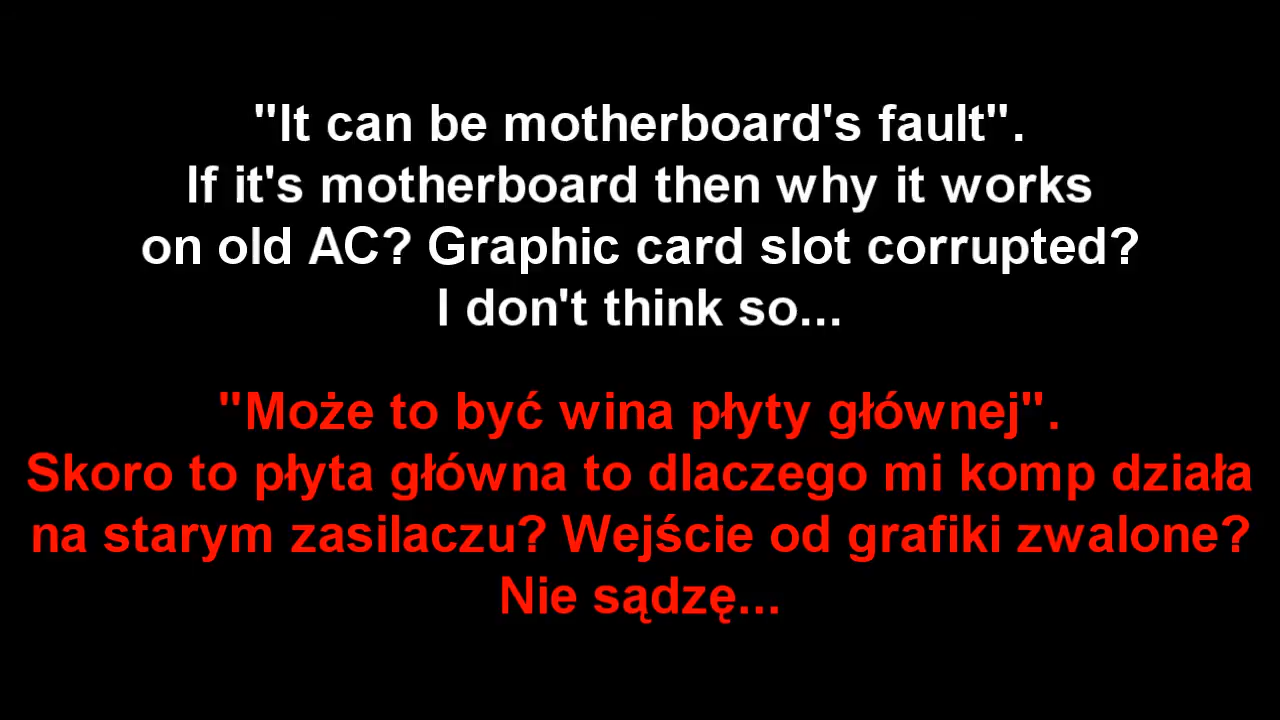 "It can be motherboard's fault".
If it's motherboard then why it works
on old AC? Graphic card slot corrupted?
I don't think so...
"Może to być wina płyty głównej".
Skoro to płyta główna to dlaczego mi komp działa
na starym zasilaczu? Wejście od grafiki zwalone?
Nie sądzę...